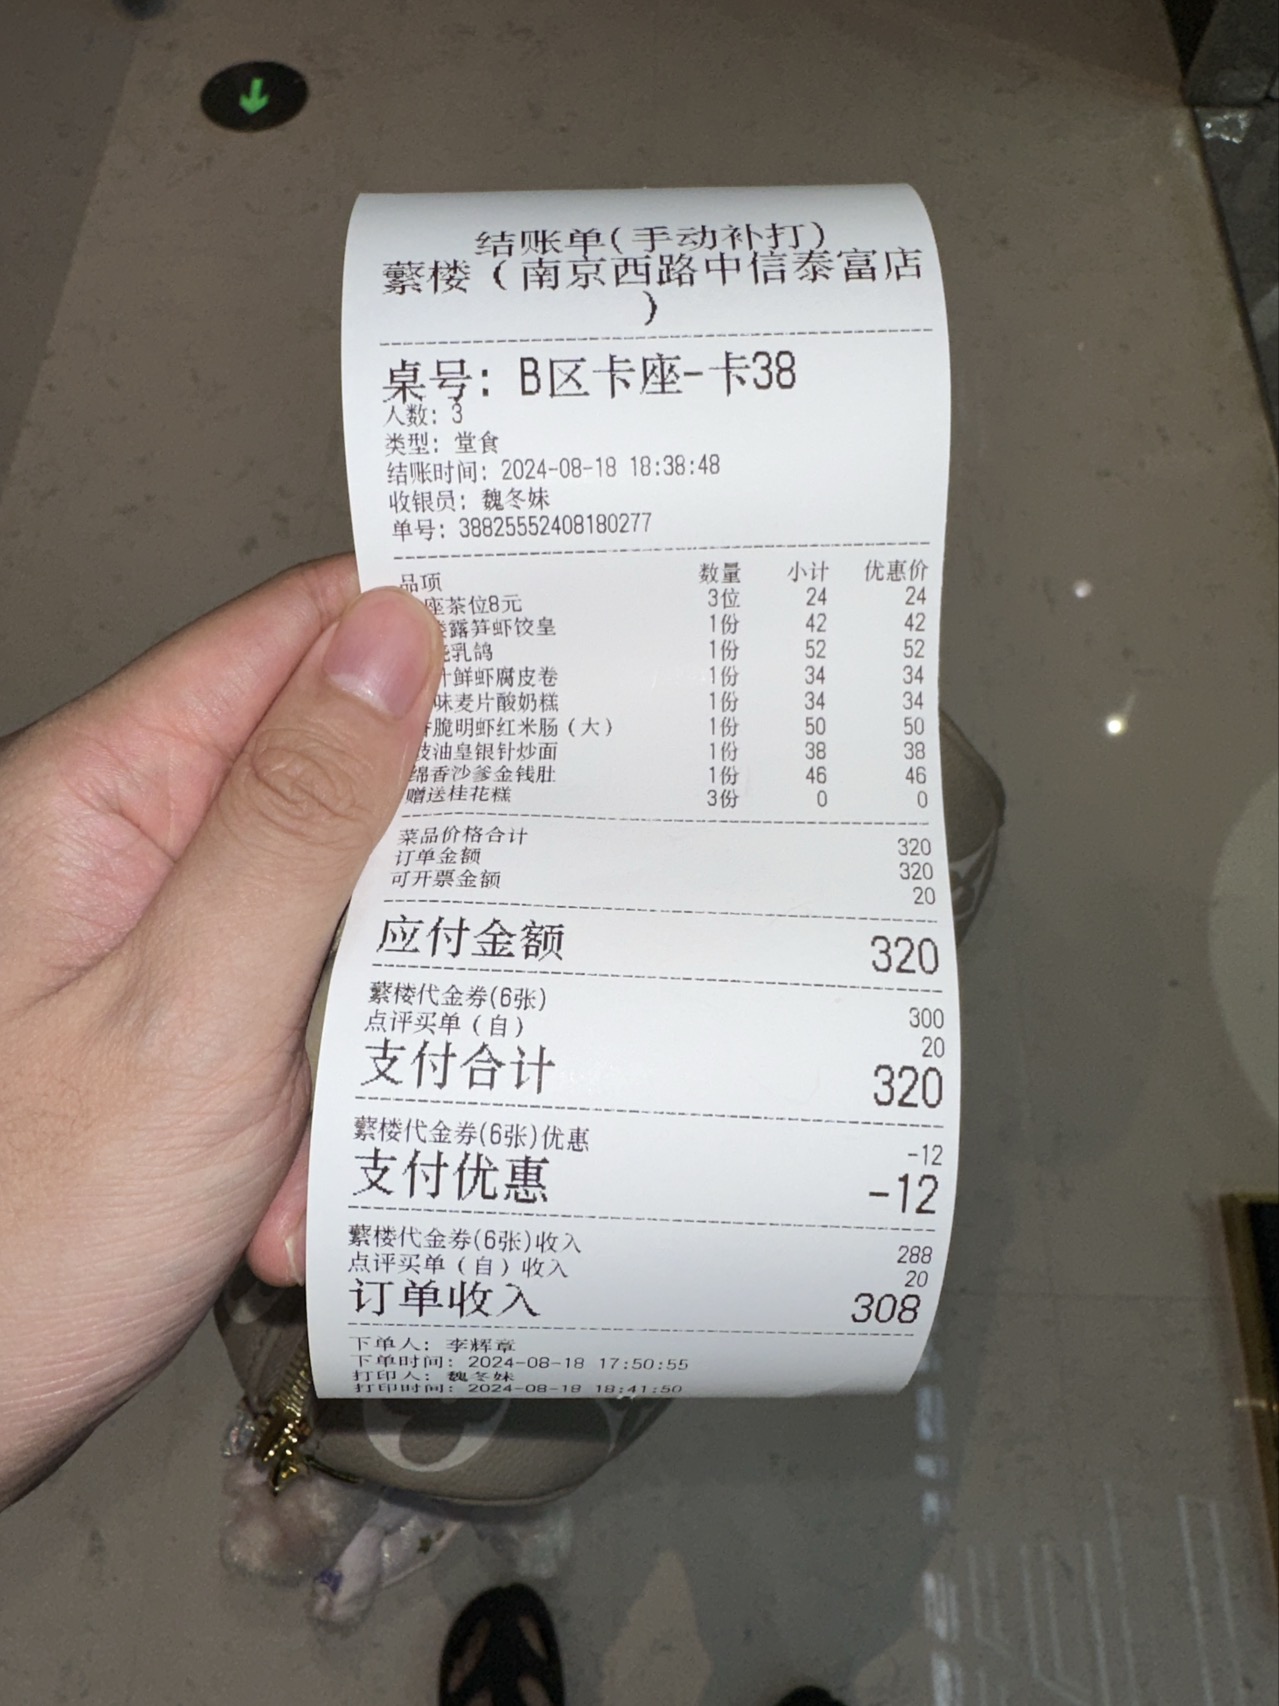 结账单(手动补打)
蘩楼(南京西路中信泰富店
)
桌号: B区卡座-卡38
人数: 3
类型: 堂食
结账时间: 2024-08-18 18:38:48
收银员: 魏冬妹
单号: 38825552408180277
品项 数量 小计 优惠价
座茶位8元 3位 24 24
露笋虾饺皇 1份 42 42
乳鸽 1份 52 52
鲜虾腐皮卷 1份 34 34
味麦片酸奶糕 1份 34 34
脆明虾红米肠(大) 1份 50 50
豉油皇银针炒面 1份 38 38
绵香沙爹金钱肚 1份 46 46
赠送桂花糕 3份 0 0
菜品价格合计 320
订单金额 320
可开票金额 20
应付金额 320
蘩楼代金券(6张) 300
点评买单(自) 20
支付合计 320
蘩楼代金券(6张)优惠 -12
支付优惠 -12
蘩楼代金券(6张)收入 288
点评买单(自)收入 20
订单收入 308
下单人: 李辉章
下单时间: 2024-08-18 17:50:55
打印人: 魏冬妹
打印时间: 2024-08-18 18:41:50